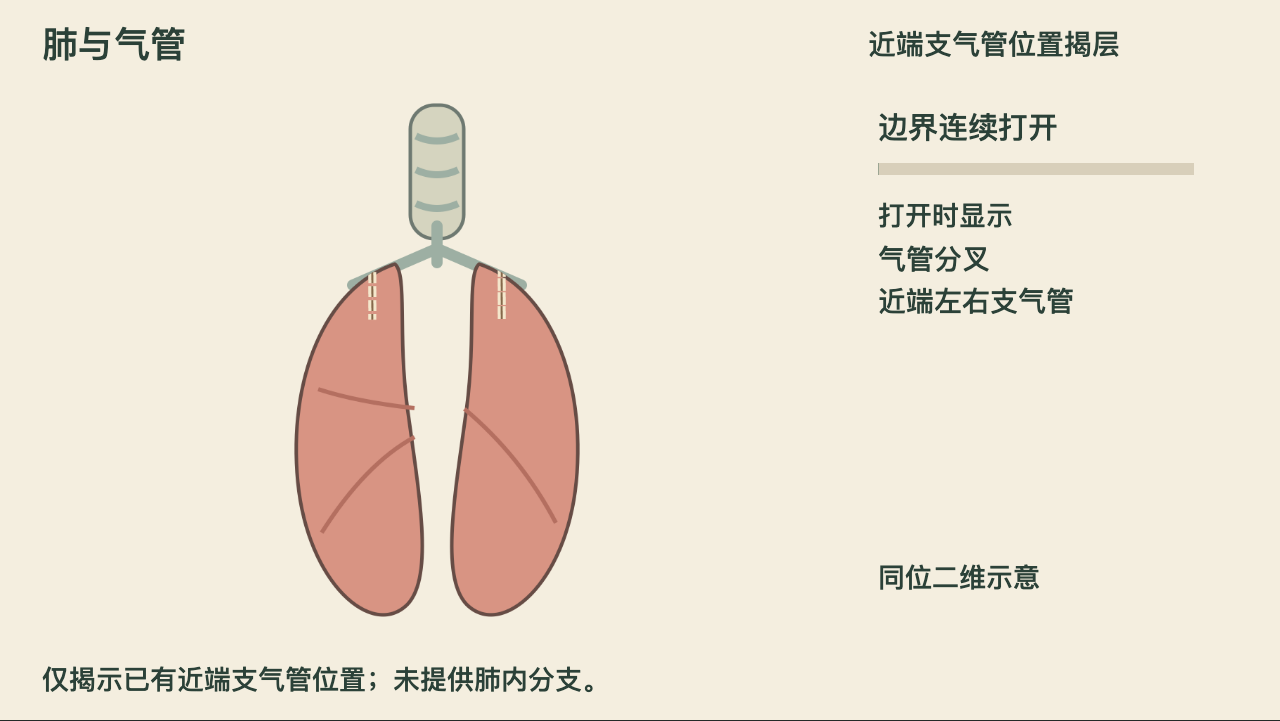 肺与气管
近端支气管位置揭层
边界连续打开
打开时显示
气管分叉
近端左右支气管
同位二维示意
仅揭示已有近端支气管位置；未提供肺内分支。